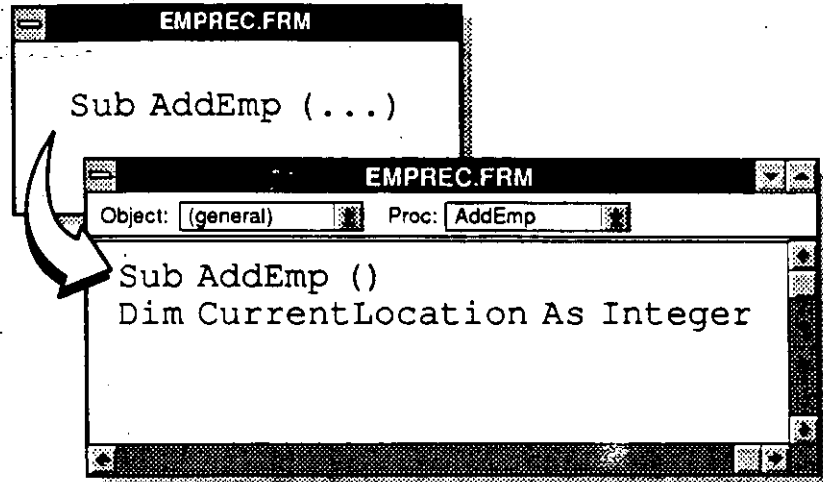 EMPREC.FRM
Sub AddEmp (...)
EMPREC.FRM
Object: (general) Proc: AddEmp
Sub AddEmp ()
Dim CurrentLocation As Integer